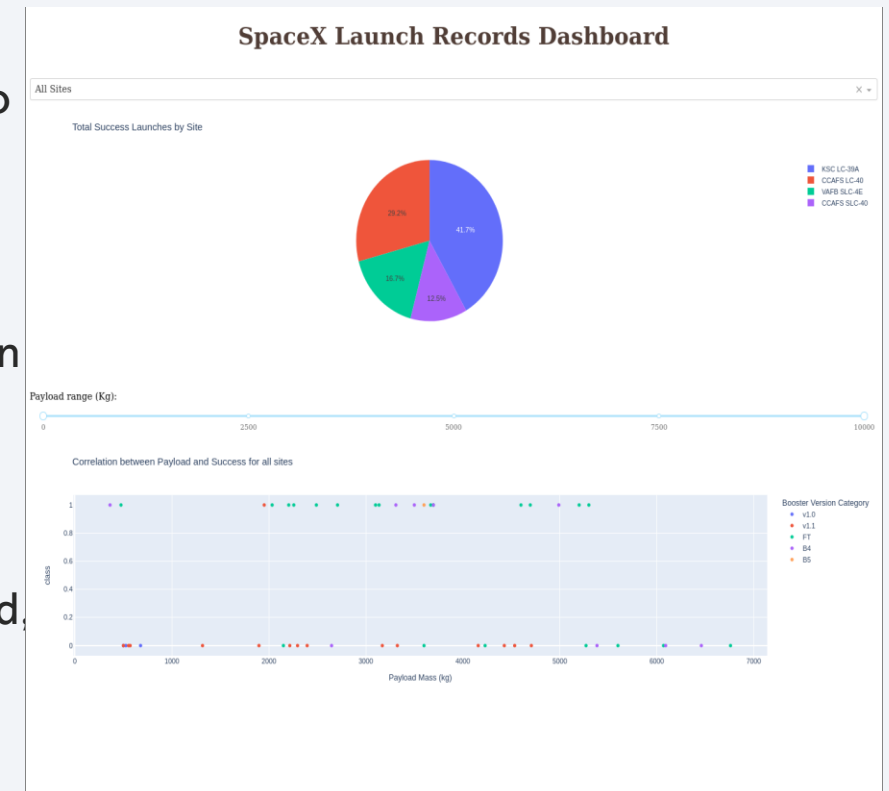 SpaceX Launch Records Dashboard
All Sites
Total Success Launches by Site
KSC LC-39A
CCAFS LC-40
VAFB SLC-4E
CCAFS SLC-40
29.2%
41.7%
16.7%
12.5%
n
Payload range (Kg):
0 2500 5000 7500 10000
Correlation between Payload and Success for all sites
Booster Version Category
v1.0
v1.1
FT
B4
B5
1
0.8
0.6
0.4
0.2
0
class
d,
0 1000 2000 3000 4000 5000 6000 7000
Payload Mass (kg)